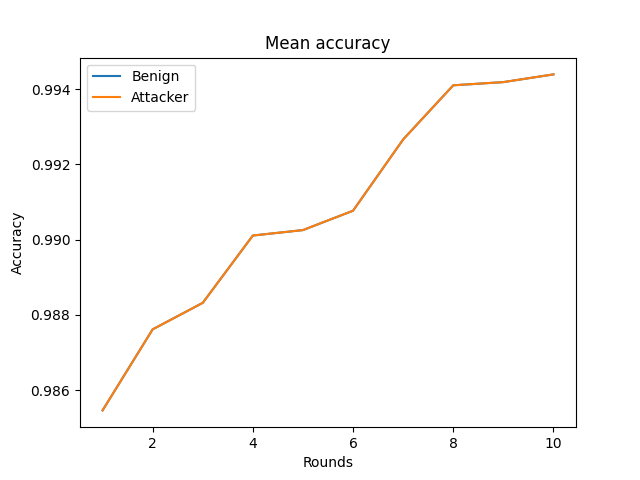 Mean accuracy
Benign
Attacker
0.994
0.992
0.990
0.988
0.986
Accuracy
2 4 6 8 10
Rounds